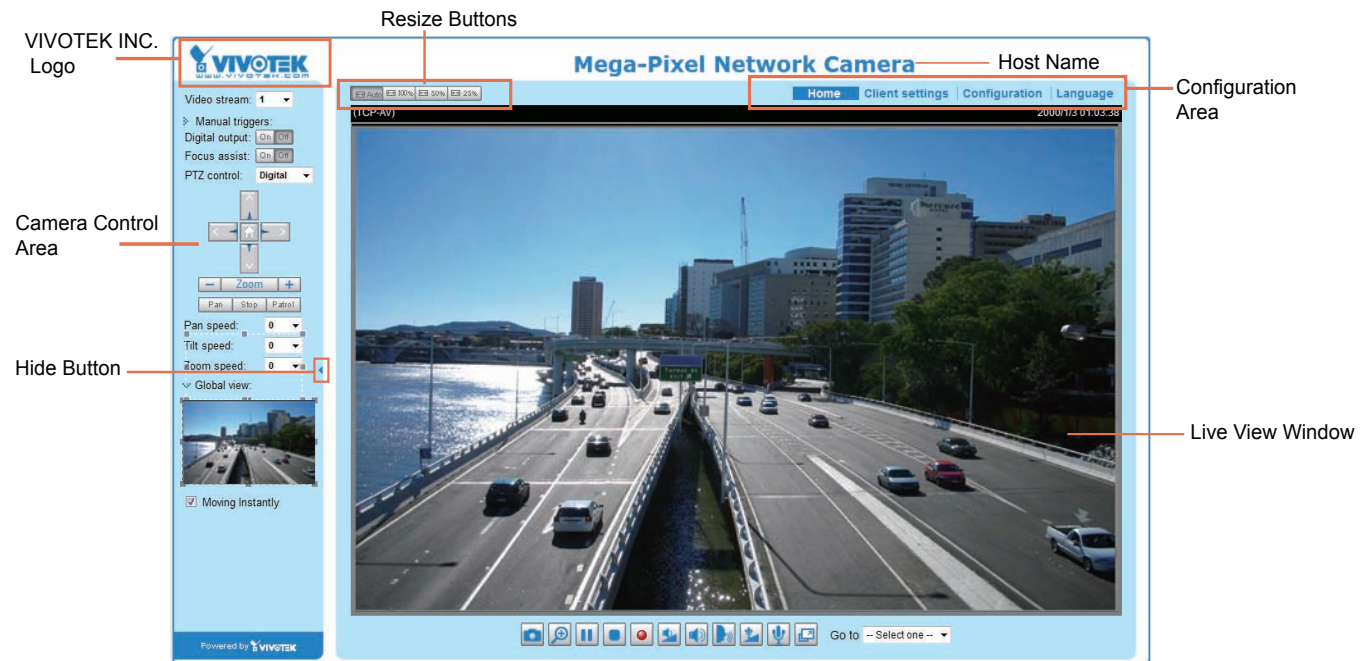 Resize Buttons
VIVOTEK INC.
Logo
VIVOTEK
www.vivotek.com
Mega-Pixel Network Camera
Host Name
Configuration
Area
Video stream: 1
Auto 100% 50% 25%
Home Client settings Configuration Language
(TCP-AV) 2000/1/3 01:03:38
Manual triggers:
Digital output: On Off
Focus assist: On Off
PTZ control: Digital
Mercure
Camera Control
Area
Zoom
Pan Stop Patrol
Pan speed: 0
Tilt speed: 0
Zoom speed: 0
Hide Button
Global view:
Live View Window
Moving Instantly
Powered by VIVOTEK
Go to -- Select one --